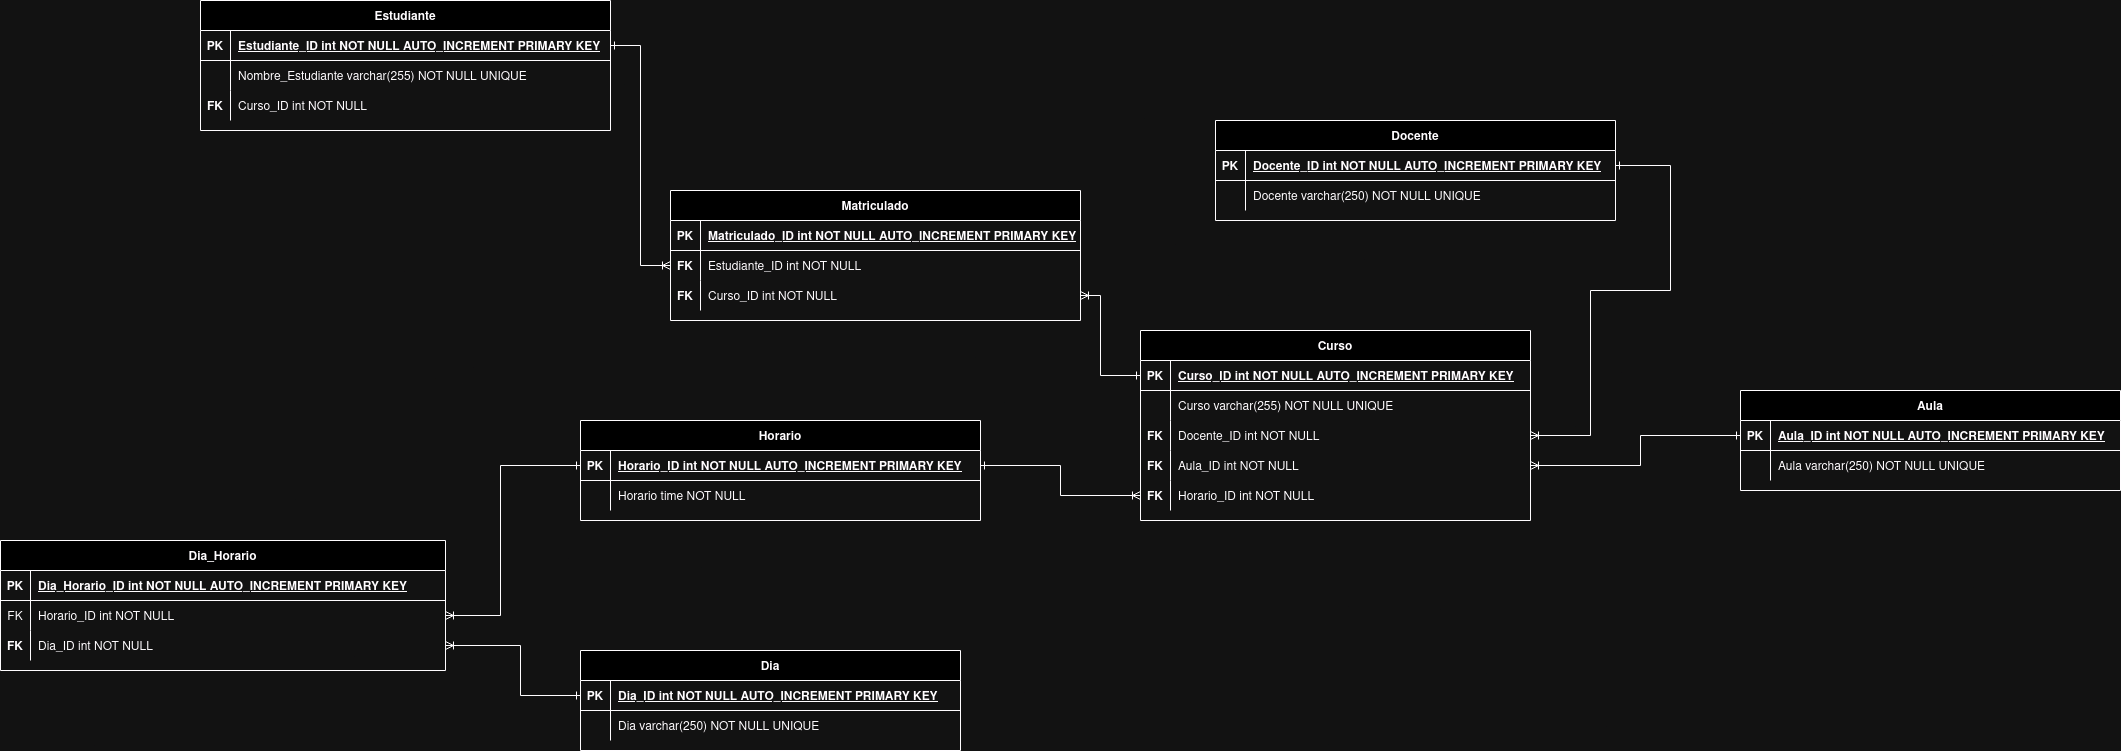 Estudiante
PK Estudiante_ID int NOT NULL AUTO_INCREMENT PRIMARY KEY
Nombre_Estudiante varchar(255) NOT NULL UNIQUE
FK Curso_ID int NOT NULL
Docente
PK Docente_ID int NOT NULL AUTO_INCREMENT PRIMARY KEY
Docente varchar(250) NOT NULL UNIQUE
Matriculado
PK Matriculado_ID int NOT NULL AUTO_INCREMENT PRIMARY KEY
FK Estudiante_ID int NOT NULL
FK Curso_ID int NOT NULL
Curso
PK Curso_ID int NOT NULL AUTO_INCREMENT PRIMARY KEY
Curso varchar(255) NOT NULL UNIQUE
FK Docente_ID int NOT NULL
FK Aula_ID int NOT NULL
FK Horario_ID int NOT NULL
Aula
PK Aula_ID int NOT NULL AUTO_INCREMENT PRIMARY KEY
Aula varchar(250) NOT NULL UNIQUE
Horario
PK Horario_ID int NOT NULL AUTO_INCREMENT PRIMARY KEY
Horario time NOT NULL
Dia_Horario
PK Dia_Horario_ID int NOT NULL AUTO_INCREMENT PRIMARY KEY
FK Horario_ID int NOT NULL
FK Dia_ID int NOT NULL
Dia
PK Dia_ID int NOT NULL AUTO_INCREMENT PRIMARY KEY
Dia varchar(250) NOT NULL UNIQUE